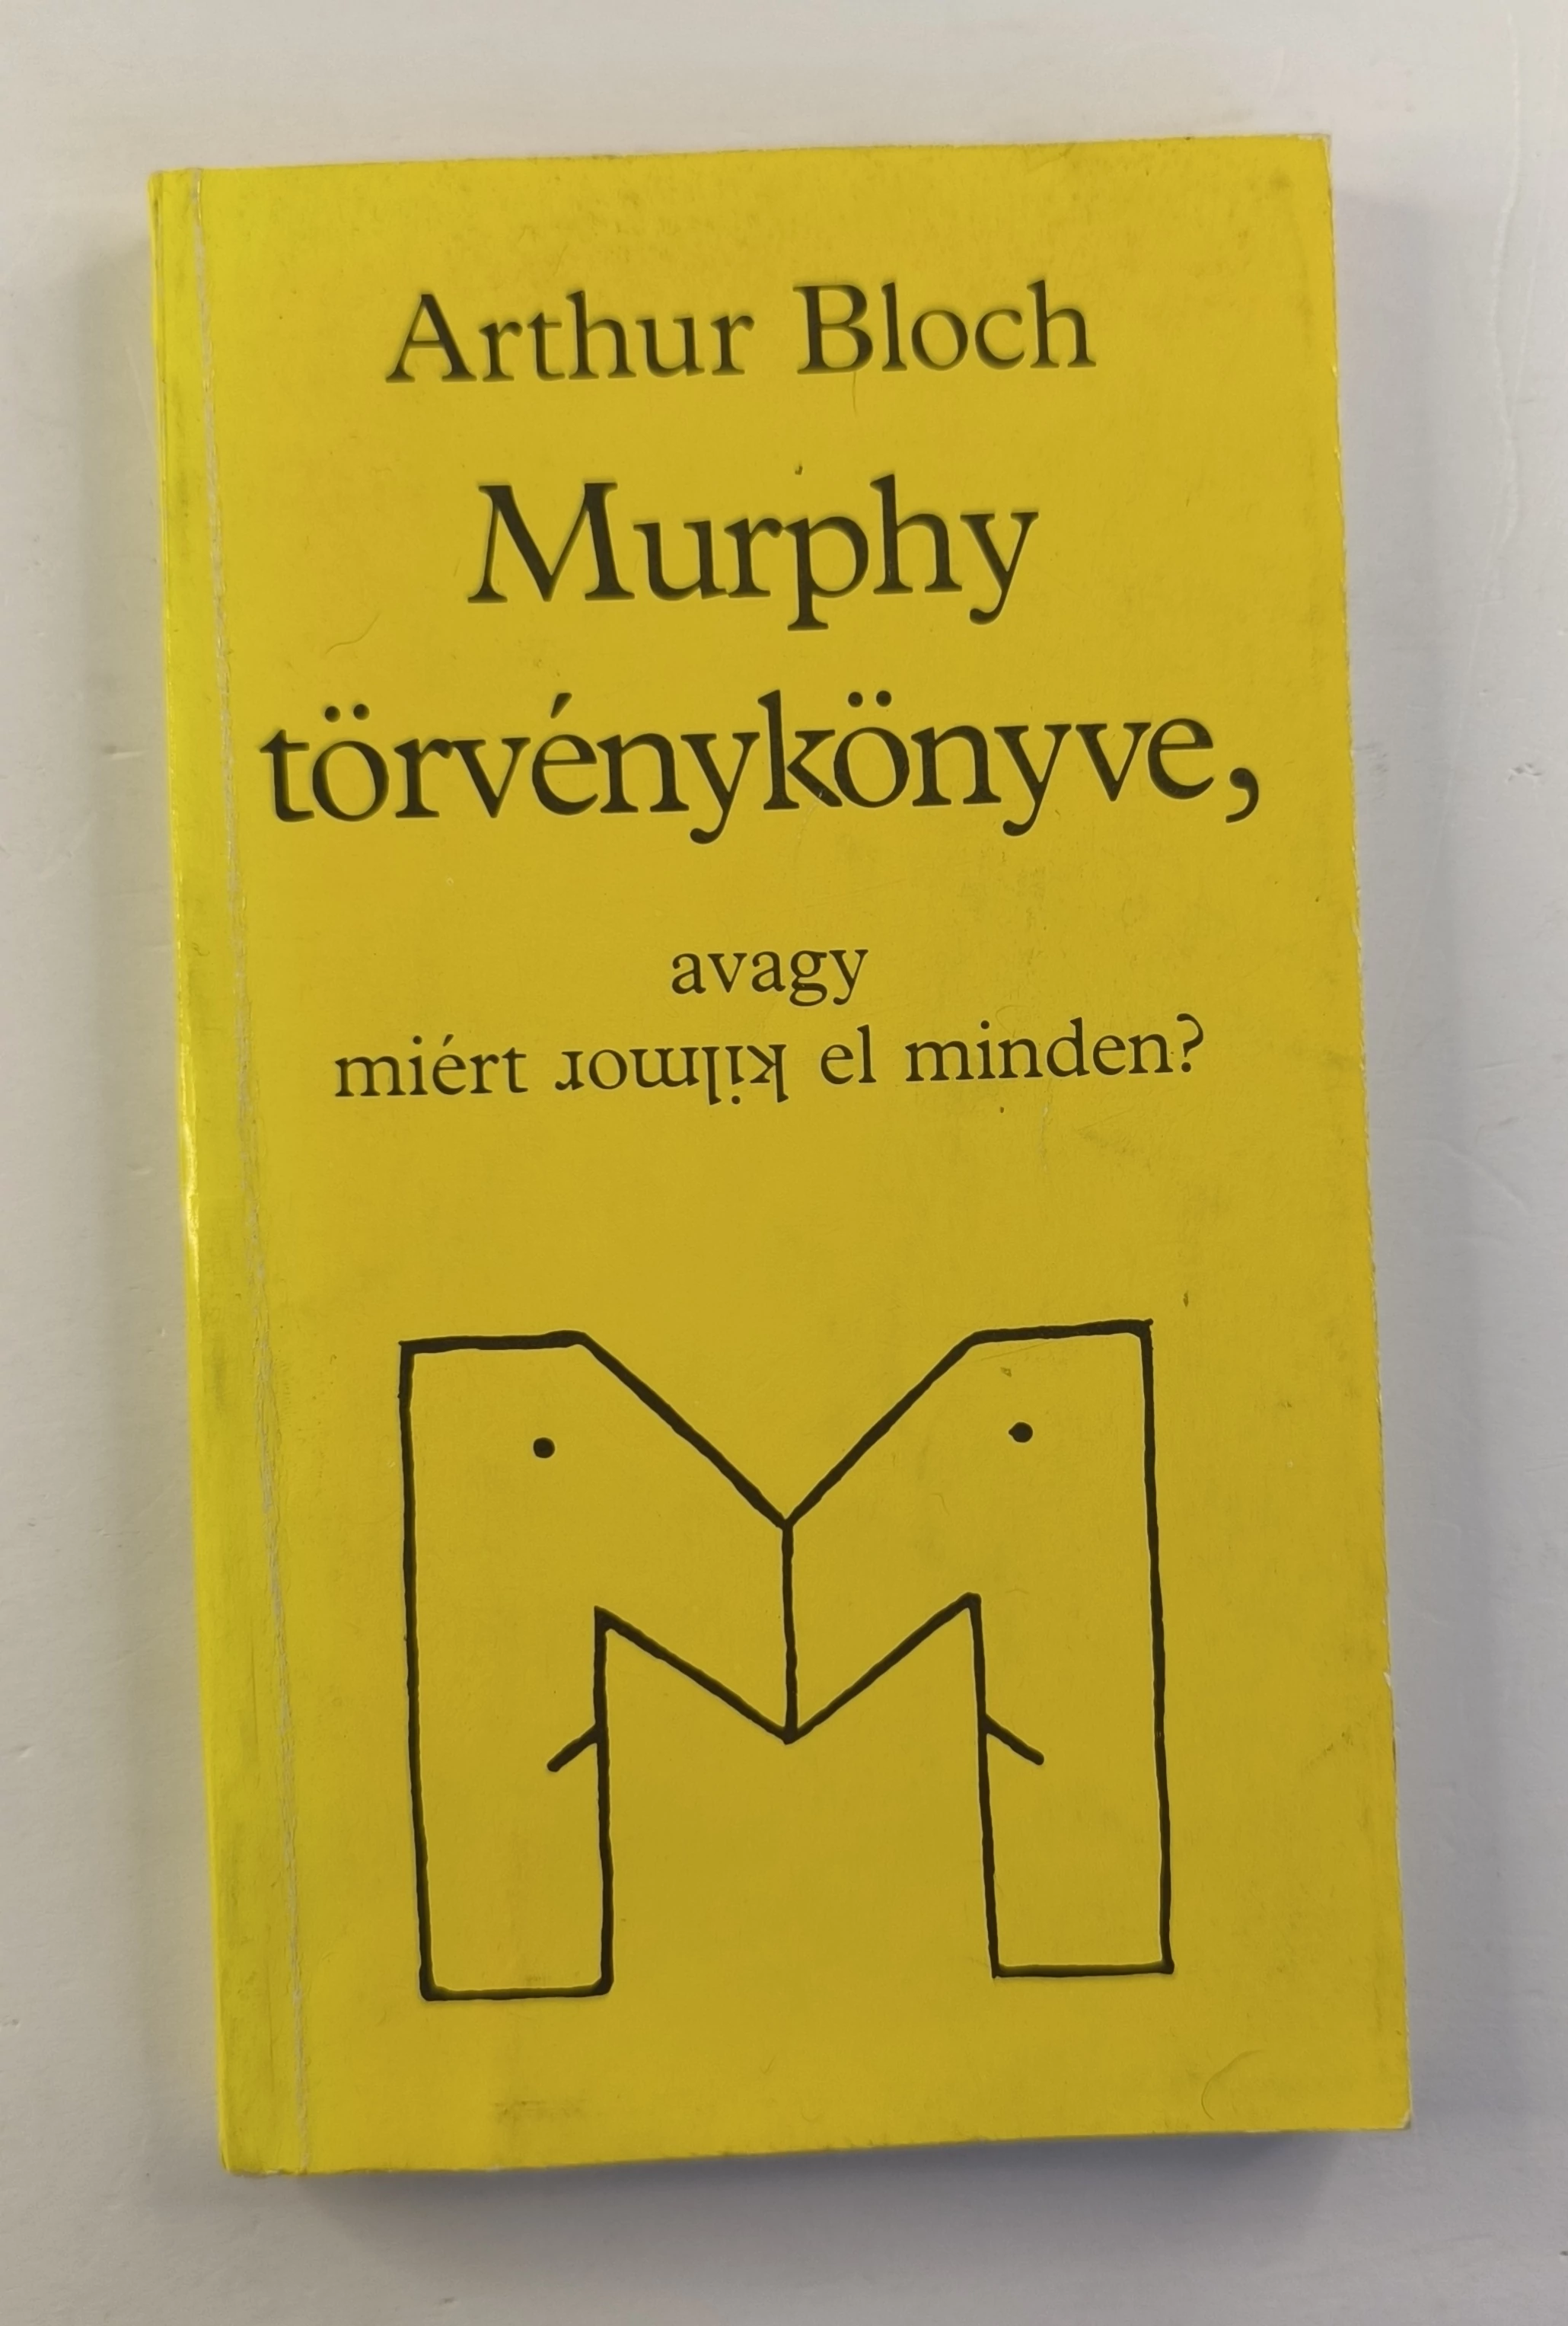 Arthur Bloch
Murphy
törvénykönyve,
avagy
miért romlik el minden?